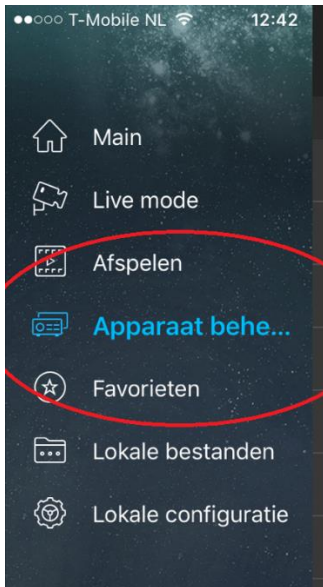 T-Mobile NL 12:42
Main
Live mode
Afspelen
Apparaat behe...
Favorieten
Lokale bestanden
Lokale configuratie